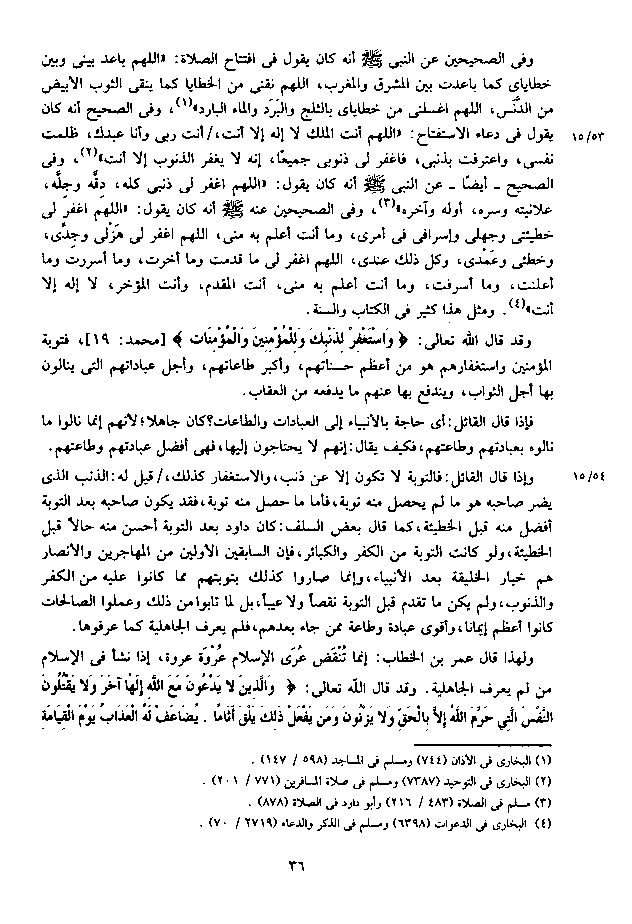 وفى الصحيحين عن النبي ﷺ أنه كان يقول فى افتتاح الصلاة: «اللهم باعد بينى وبين
خطاياى كما باعدت بين المشرق والمغرب، اللهم نقنى من الخطايا كما ينقى الثوب الأبيض
من الدَّنَس، اللهم اغسلنى من خطاياى بالثلج والبَرَد والماء البارد»(١)، وفى الصحيح أنه كان
١٥/٥٣ يقول فى دعاء الاستفتاح: «اللهم أنت الملك لا إله إلا أنت،/ أنت ربى وأنا عبدك، ظلمت
نفسى، واعترفت بذنبى، فاغفر لى ذنوبى جميعًا، إنه لا يغفر الذنوب إلا أنت»(٢)، وفى
الصحيح ـ أيضًا ـ عن النبي ﷺ أنه كان يقول: «اللهم اغفر لى ذنبى كله، دِقَّه وجِلَّه،
علانيته وسره، أوله وآخره»(٣)، وفى الصحيحين عنه ﷺ أنه كان يقول: «اللهم اغفر لى
خطيئتى وجهلى وإسرافى فى أمرى، وما أنت أعلم به منى، اللهم اغفر لى هَزْلى وجِدِّى،
وخطئى وعَمْدى، وكل ذلك عندى، اللهم اغفر لى ما قدمت وما أخرت، وما أسررت وما
أعلنت، وما أسرفت، وما أنت أعلم به منى، أنت المقدم، وأنت المؤخر، لا إله إلا
أنت»(٤). ومثل هذا كثير فى الكتاب والسنة.
وقد قال الله تعالى: ﴿ وَاسْتَغْفِرْ لِذَنْبِكَ وَلِلْمُؤْمِنِينَ وَالْمُؤْمِنَاتِ ﴾ [محمد: ١٩]، فتوبة
المؤمنين واستغفارهم هو من أعظم حسناتهم، وأكبر طاعاتهم، وأجل عباداتهم التى ينالون
بها أجل الثواب، ويندفع بها عنهم ما يدفعه من العقاب.
فإذا قال القائل: أى حاجة بالأنبياء إلى العبادات والطاعات؟ كان جاهلا؛ لأنهم إنما نالوا ما
نالوه بعبادتهم وطاعتهم، فكيف يقال: إنهم لا يحتاجون إليها، فهى أفضل عبادتهم وطاعتهم.
١٥/٥٤ وإذا قال القائل: فالتوبة لا تكون إلا عن ذنب، والاستغفار كذلك،/ قيل له: الذنب الذى
يضر صاحبه هو ما لم يحصل منه توبة، فأما ما حصل منه توبة، فقد يكون صاحبه بعد التوبة
أفضل منه قبل الخطيئة، كما قال بعض السلف: كان داود بعد التوبة أحسن منه حالاً قبل
الخطيئة، ولو كانت التوبة من الكفر والكبائر، فإن السابقين الأولين من المهاجرين والأنصار
هم خيار الخليقة بعد الأنبياء، وإنما صاروا كذلك بتوبتهم مما كانوا عليه من الكفر
والذنوب، ولم يكن ما تقدم قبل التوبة نقصاً ولا عيباً، بل لما تابوا من ذلك وعملوا الصالحات
كانوا أعظم إيمانا، وأقوى عبادة وطاعة ممن جاء بعدهم، فلم يعرف الجاهلية كما عرفوها.
ولهذا قال عمر بن الخطاب: إنما تُنْقَض عُرَى الإسلام عُرْوَة عروة، إذا نشأ فى الإسلام
من لم يعرف الجاهلية. وقد قال الله تعالى: ﴿ وَالَّذِينَ لا يَدْعُونَ مَعَ اللَّهِ إِلَهًا آخَرَ وَلا يَقْتُلُونَ
النَّفْسَ الَّتِي حَرَّمَ اللَّهُ إِلاَّ بِالْحَقِّ وَلا يَزْنُونَ وَمَن يَفْعَلْ ذَلِكَ يَلْقَ أَثَامًا . يُضَاعَفْ لَهُ الْعَذَابُ يَوْمَ الْقِيَامَةِ
(١) البخارى فى الأذان (٧٤٤) ومسلم فى المساجد (٥٩٨ / ١٤٧) .
(٢) البخارى فى التوحيد (٧٣٨٧) ومسلم فى صلاة المسافرين (٧٧١ / ٢٠١) .
(٣) مسلم فى الصلاة (٤٨٣ / ٢١٦) وأبو داود فى الصلاة (٨٧٨) .
(٤) البخارى فى الدعوات (٦٣٩٨) ومسلم فى الذكر والدعاء (٢٧١٩ / ٧٠) .
٣٦